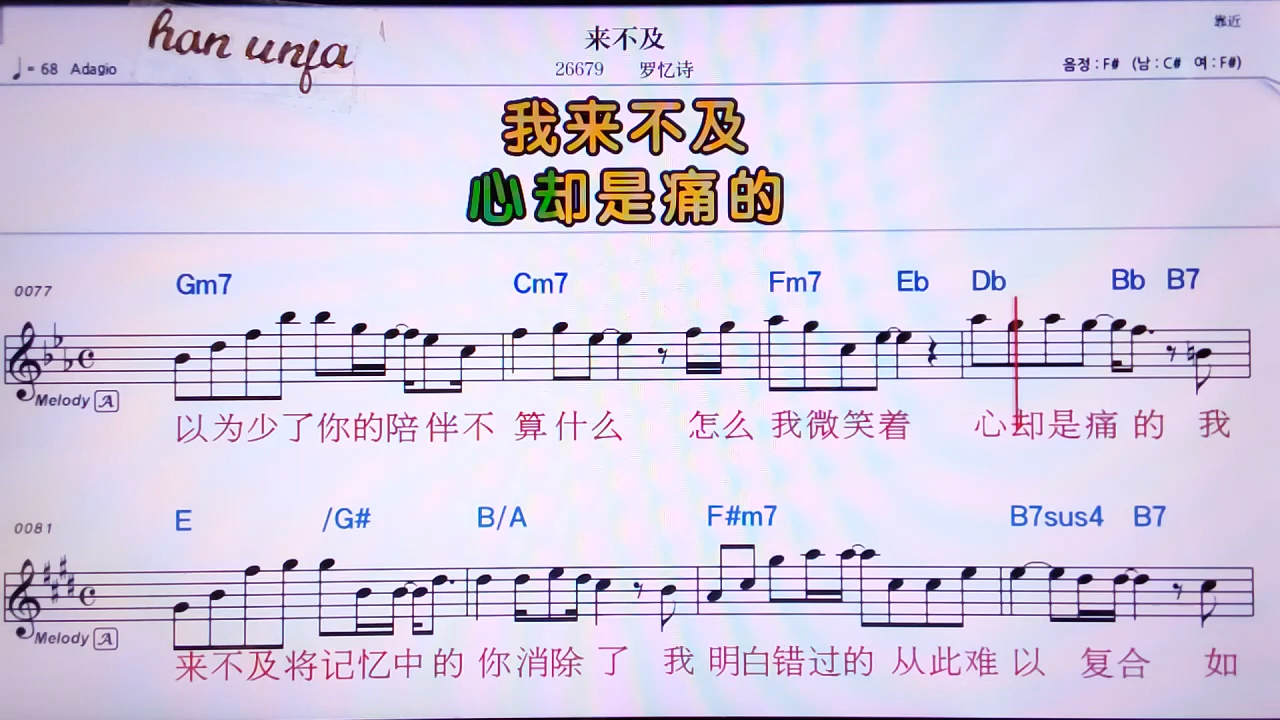 han unfa
来不及
靠近
♩= 68 Adagio
26679 罗忆诗
음정 : F# (남 : C# 여 : F#)
我来不及
心却是痛的
0077
Gm7 Cm7 Fm7 Eb Db Bb B7
Melody A
以为少了你的陪伴不 算什么 怎么 我微笑着 心却是痛 的 我
0081
E /G# B/A F#m7 B7sus4 B7
Melody A
来不及将记忆中 的 你消除 了 我 明白错过的 从此难 以 复合 如